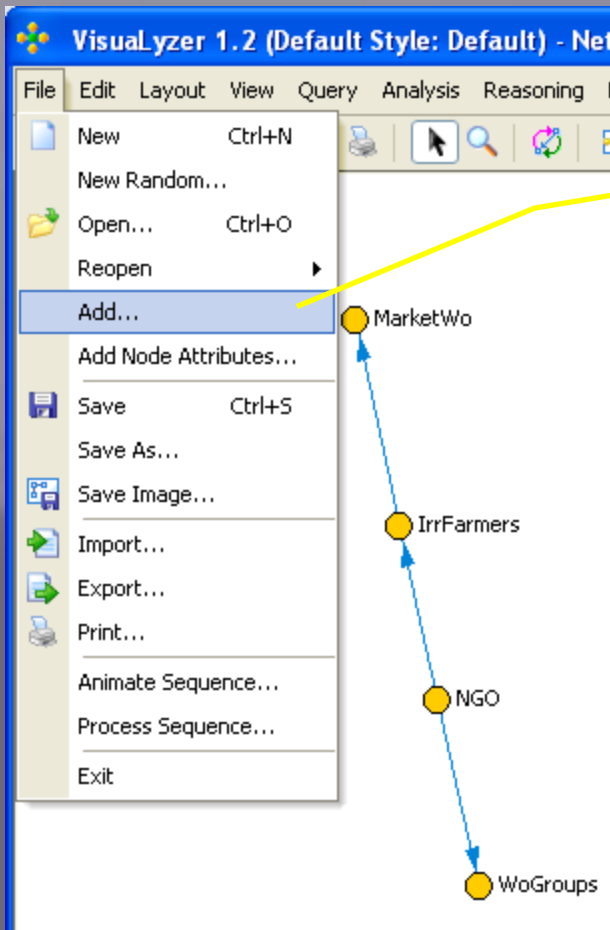 VisuaLyzer 1.2 (Default Style: Default) - Net
File Edit Layout View Query Analysis Reasoning
New Ctrl+N
New Random...
Open... Ctrl+O
Reopen
Add...
Add Node Attributes...
Save Ctrl+S
Save As...
Save Image...
Import...
Export...
Print...
Animate Sequence...
Process Sequence...
Exit
MarketWo
IrrFarmers
NGO
WoGroups